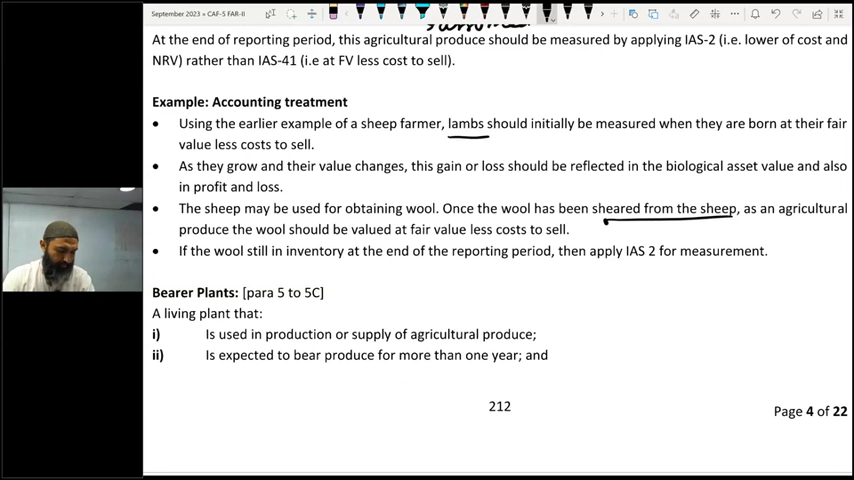 September 2023 » CAF-5 FAR-II
At the end of reporting period, this agricultural produce should be measured by applying IAS-2 (i.e. lower of cost and
NRV) rather than IAS-41 (i.e at FV less cost to sell).
Example: Accounting treatment
• Using the earlier example of a sheep farmer, lambs should initially be measured when they are born at their fair
value less costs to sell.
• As they grow and their value changes, this gain or loss should be reflected in the biological asset value and also
in profit and loss.
• The sheep may be used for obtaining wool. Once the wool has been sheared from the sheep, as an agricultural
produce the wool should be valued at fair value less costs to sell.
• If the wool still in inventory at the end of the reporting period, then apply IAS 2 for measurement.
Bearer Plants: [para 5 to 5C]
A living plant that:
i) Is used in production or supply of agricultural produce;
ii) Is expected to bear produce for more than one year; and
212
Page 4 of 22